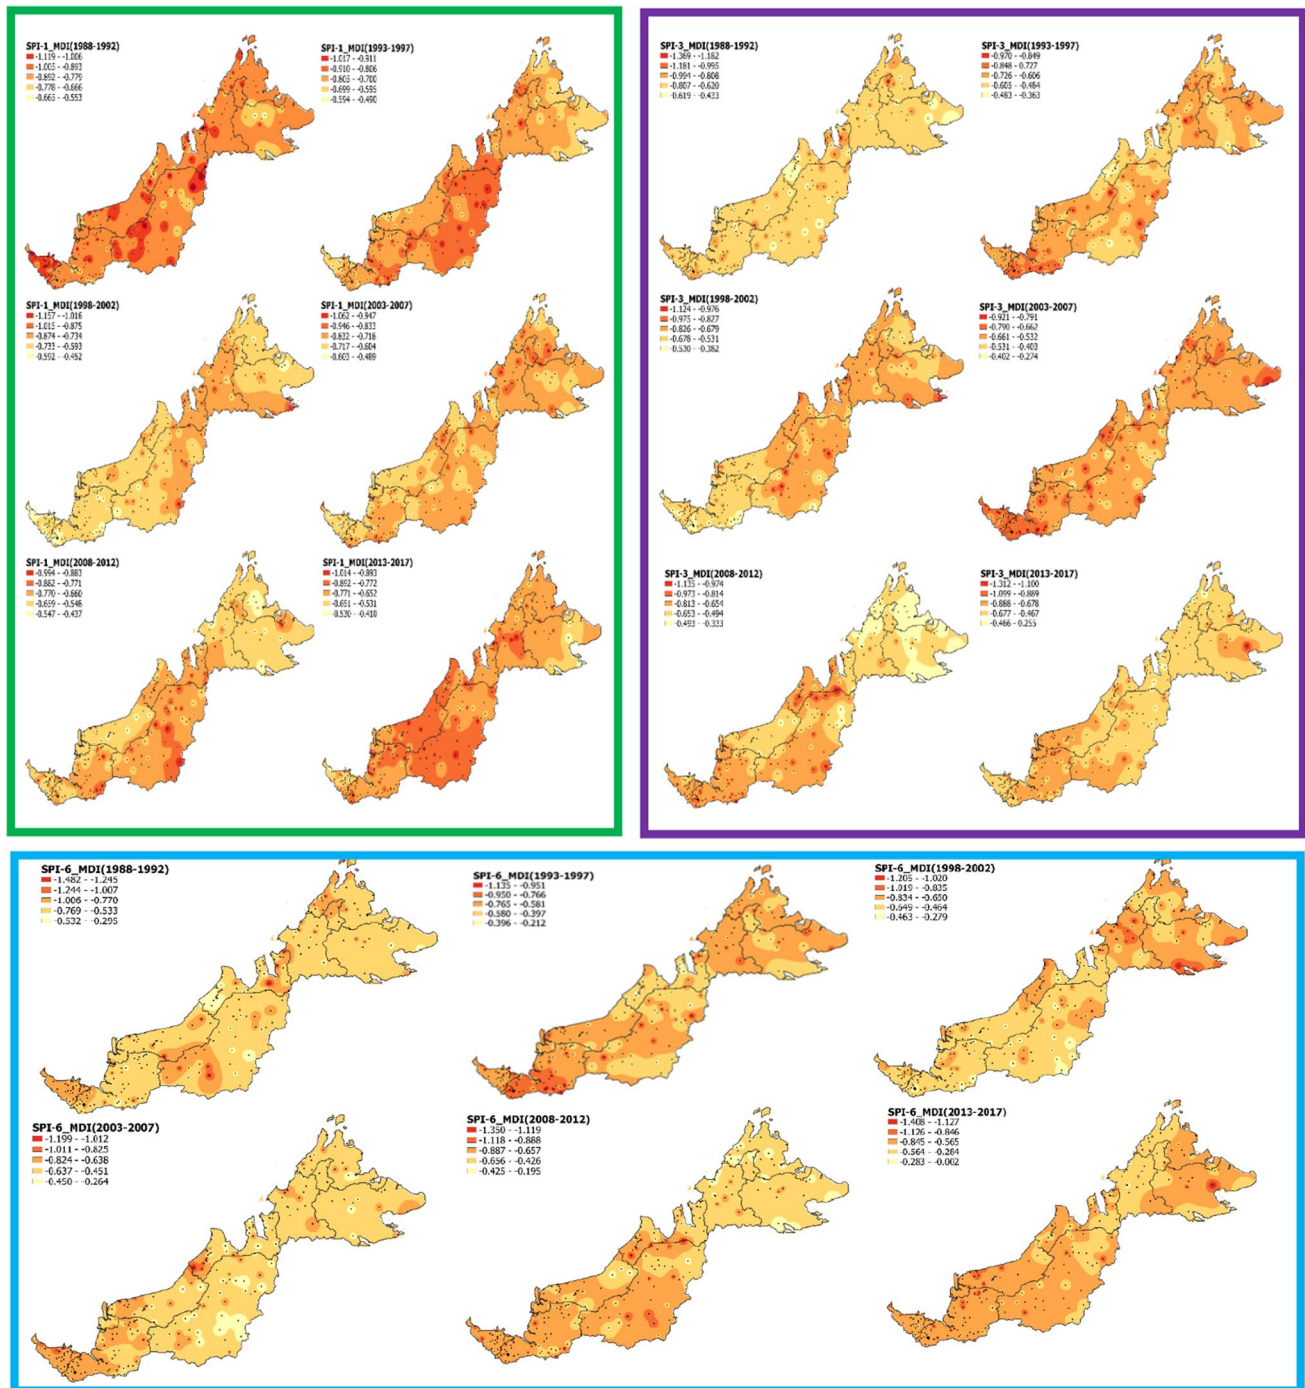 SPI-1_MDI(1988-1992)
-1.119 - -1.006
-1.005 - -0.893
-0.892 - -0.779
-0.778 - -0.666
-0.665 - -0.553
SPI-1_MDI(1993-1997)
-1.017 - -0.911
-0.910 - -0.806
-0.805 - -0.700
-0.699 - -0.595
-0.594 - -0.490
SPI-1_MDI(1998-2002)
-1.157 - -1.016
-1.015 - -0.875
-0.874 - -0.734
-0.733 - -0.593
-0.592 - -0.452
SPI-1_MDI(2003-2007)
-1.062 - -0.947
-0.946 - -0.833
-0.832 - -0.718
-0.717 - -0.604
-0.603 - -0.489
SPI-1_MDI(2008-2012)
-0.994 - -0.883
-0.882 - -0.771
-0.770 - -0.660
-0.659 - -0.548
-0.547 - -0.437
SPI-1_MDI(2013-2017)
-1.014 - -0.893
-0.892 - -0.772
-0.771 - -0.652
-0.651 - -0.531
-0.530 - -0.410
SPI-3_MDI(1988-1992)
-1.369 - -1.182
-1.181 - -0.995
-0.994 - -0.808
-0.807 - -0.620
-0.619 - -0.433
SPI-3_MDI(1993-1997)
-0.970 - -0.849
-0.848 - -0.727
-0.726 - -0.606
-0.605 - -0.484
-0.483 - -0.363
SPI-3_MDI(1998-2002)
-1.124 - -0.976
-0.975 - -0.827
-0.826 - -0.679
-0.678 - -0.531
-0.530 - -0.382
SPI-3_MDI(2003-2007)
-0.921 - -0.791
-0.790 - -0.662
-0.661 - -0.532
-0.531 - -0.403
-0.402 - -0.274
SPI-3_MDI(2008-2012)
-1.135 - -0.974
-0.973 - -0.814
-0.813 - -0.654
-0.653 - -0.494
-0.493 - -0.333
SPI-3_MDI(2013-2017)
-1.312 - -1.100
-1.099 - -0.889
-0.888 - -0.678
-0.677 - -0.467
-0.466 - 0.255
SPI-6_MDI(1988-1992)
-1.482 - -1.245
-1.244 - -1.007
-1.006 - -0.770
-0.769 - -0.533
-0.532 - -0.295
SPI-6_MDI(1993-1997)
-1.135 - -0.951
-0.950 - -0.766
-0.765 - -0.581
-0.580 - -0.397
-0.396 - -0.212
SPI-6_MDI(1998-2002)
-1.205 - -1.020
-1.019 - -0.835
-0.834 - -0.650
-0.649 - -0.464
-0.463 - -0.279
SPI-6_MDI(2003-2007)
-1.199 - -1.012
-1.011 - -0.825
-0.824 - -0.638
-0.637 - -0.451
-0.450 - -0.264
SPI-6_MDI(2008-2012)
-1.350 - -1.119
-1.118 - -0.888
-0.887 - -0.657
-0.656 - -0.426
-0.425 - -0.195
SPI-6_MDI(2013-2017)
-1.408 - -1.127
-1.126 - -0.846
-0.845 - -0.565
-0.564 - -0.284
-0.283 - -0.002